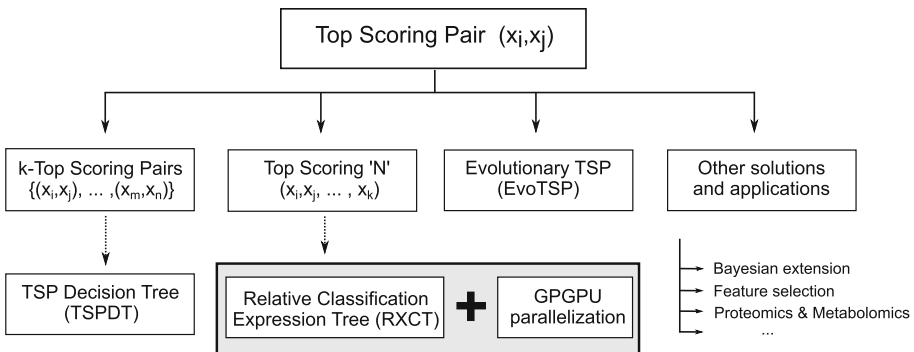 Top Scoring Pair (xi,xj)
k-Top Scoring Pairs
{(xi,xj), ... ,(xm,xn)}
Top Scoring 'N'
(xi,xj, ... , xk)
Evolutionary TSP
(EvoTSP)
Other solutions
and applications
TSP Decision Tree
(TSPDT)
Relative Classification
Expression Tree (RXCT)
+
GPGPU
parallelization
Bayesian extension
Feature selection
Proteomics & Metabolomics
...